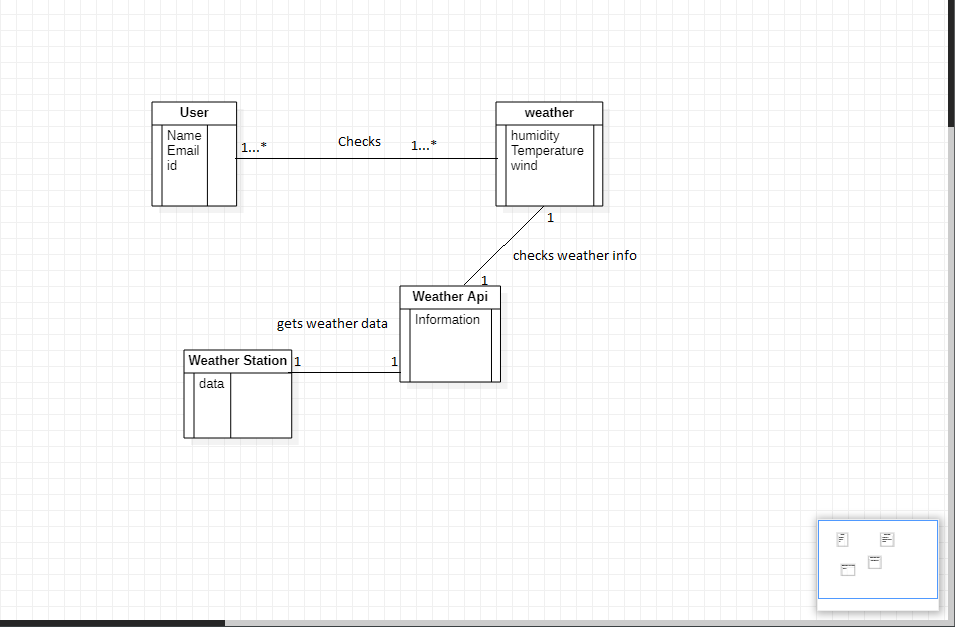 User
Name
Email
id
1...*
Checks
1...*
weather
humidity
Temperature
wind
1
checks weather info
1
Weather Api
Information
gets weather data
1
1
Weather Station
data